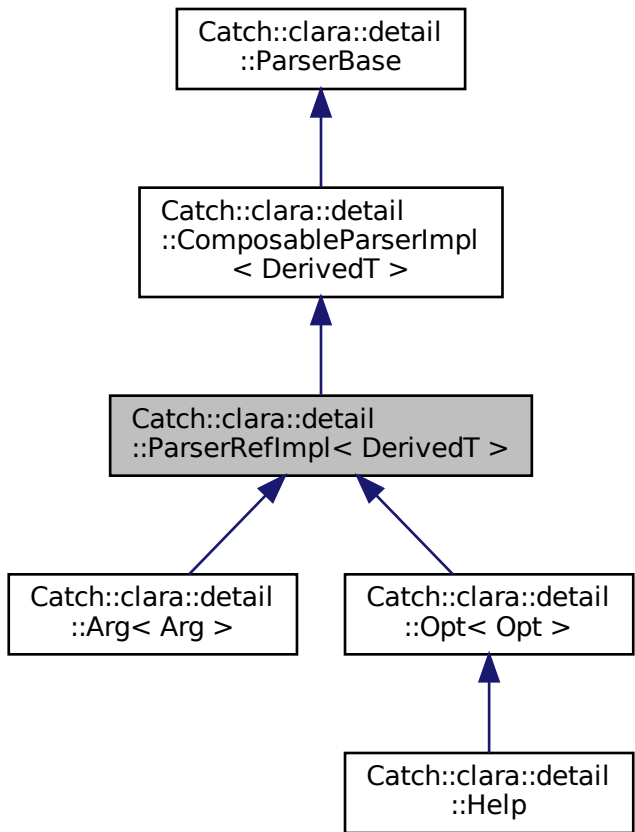 Catch::clara::detail
::ParserBase
Catch::clara::detail
::ComposableParserImpl
< DerivedT >
Catch::clara::detail
::ParserRefImpl< DerivedT >
Catch::clara::detail
::Arg< Arg >
Catch::clara::detail
::Opt< Opt >
Catch::clara::detail
::Help